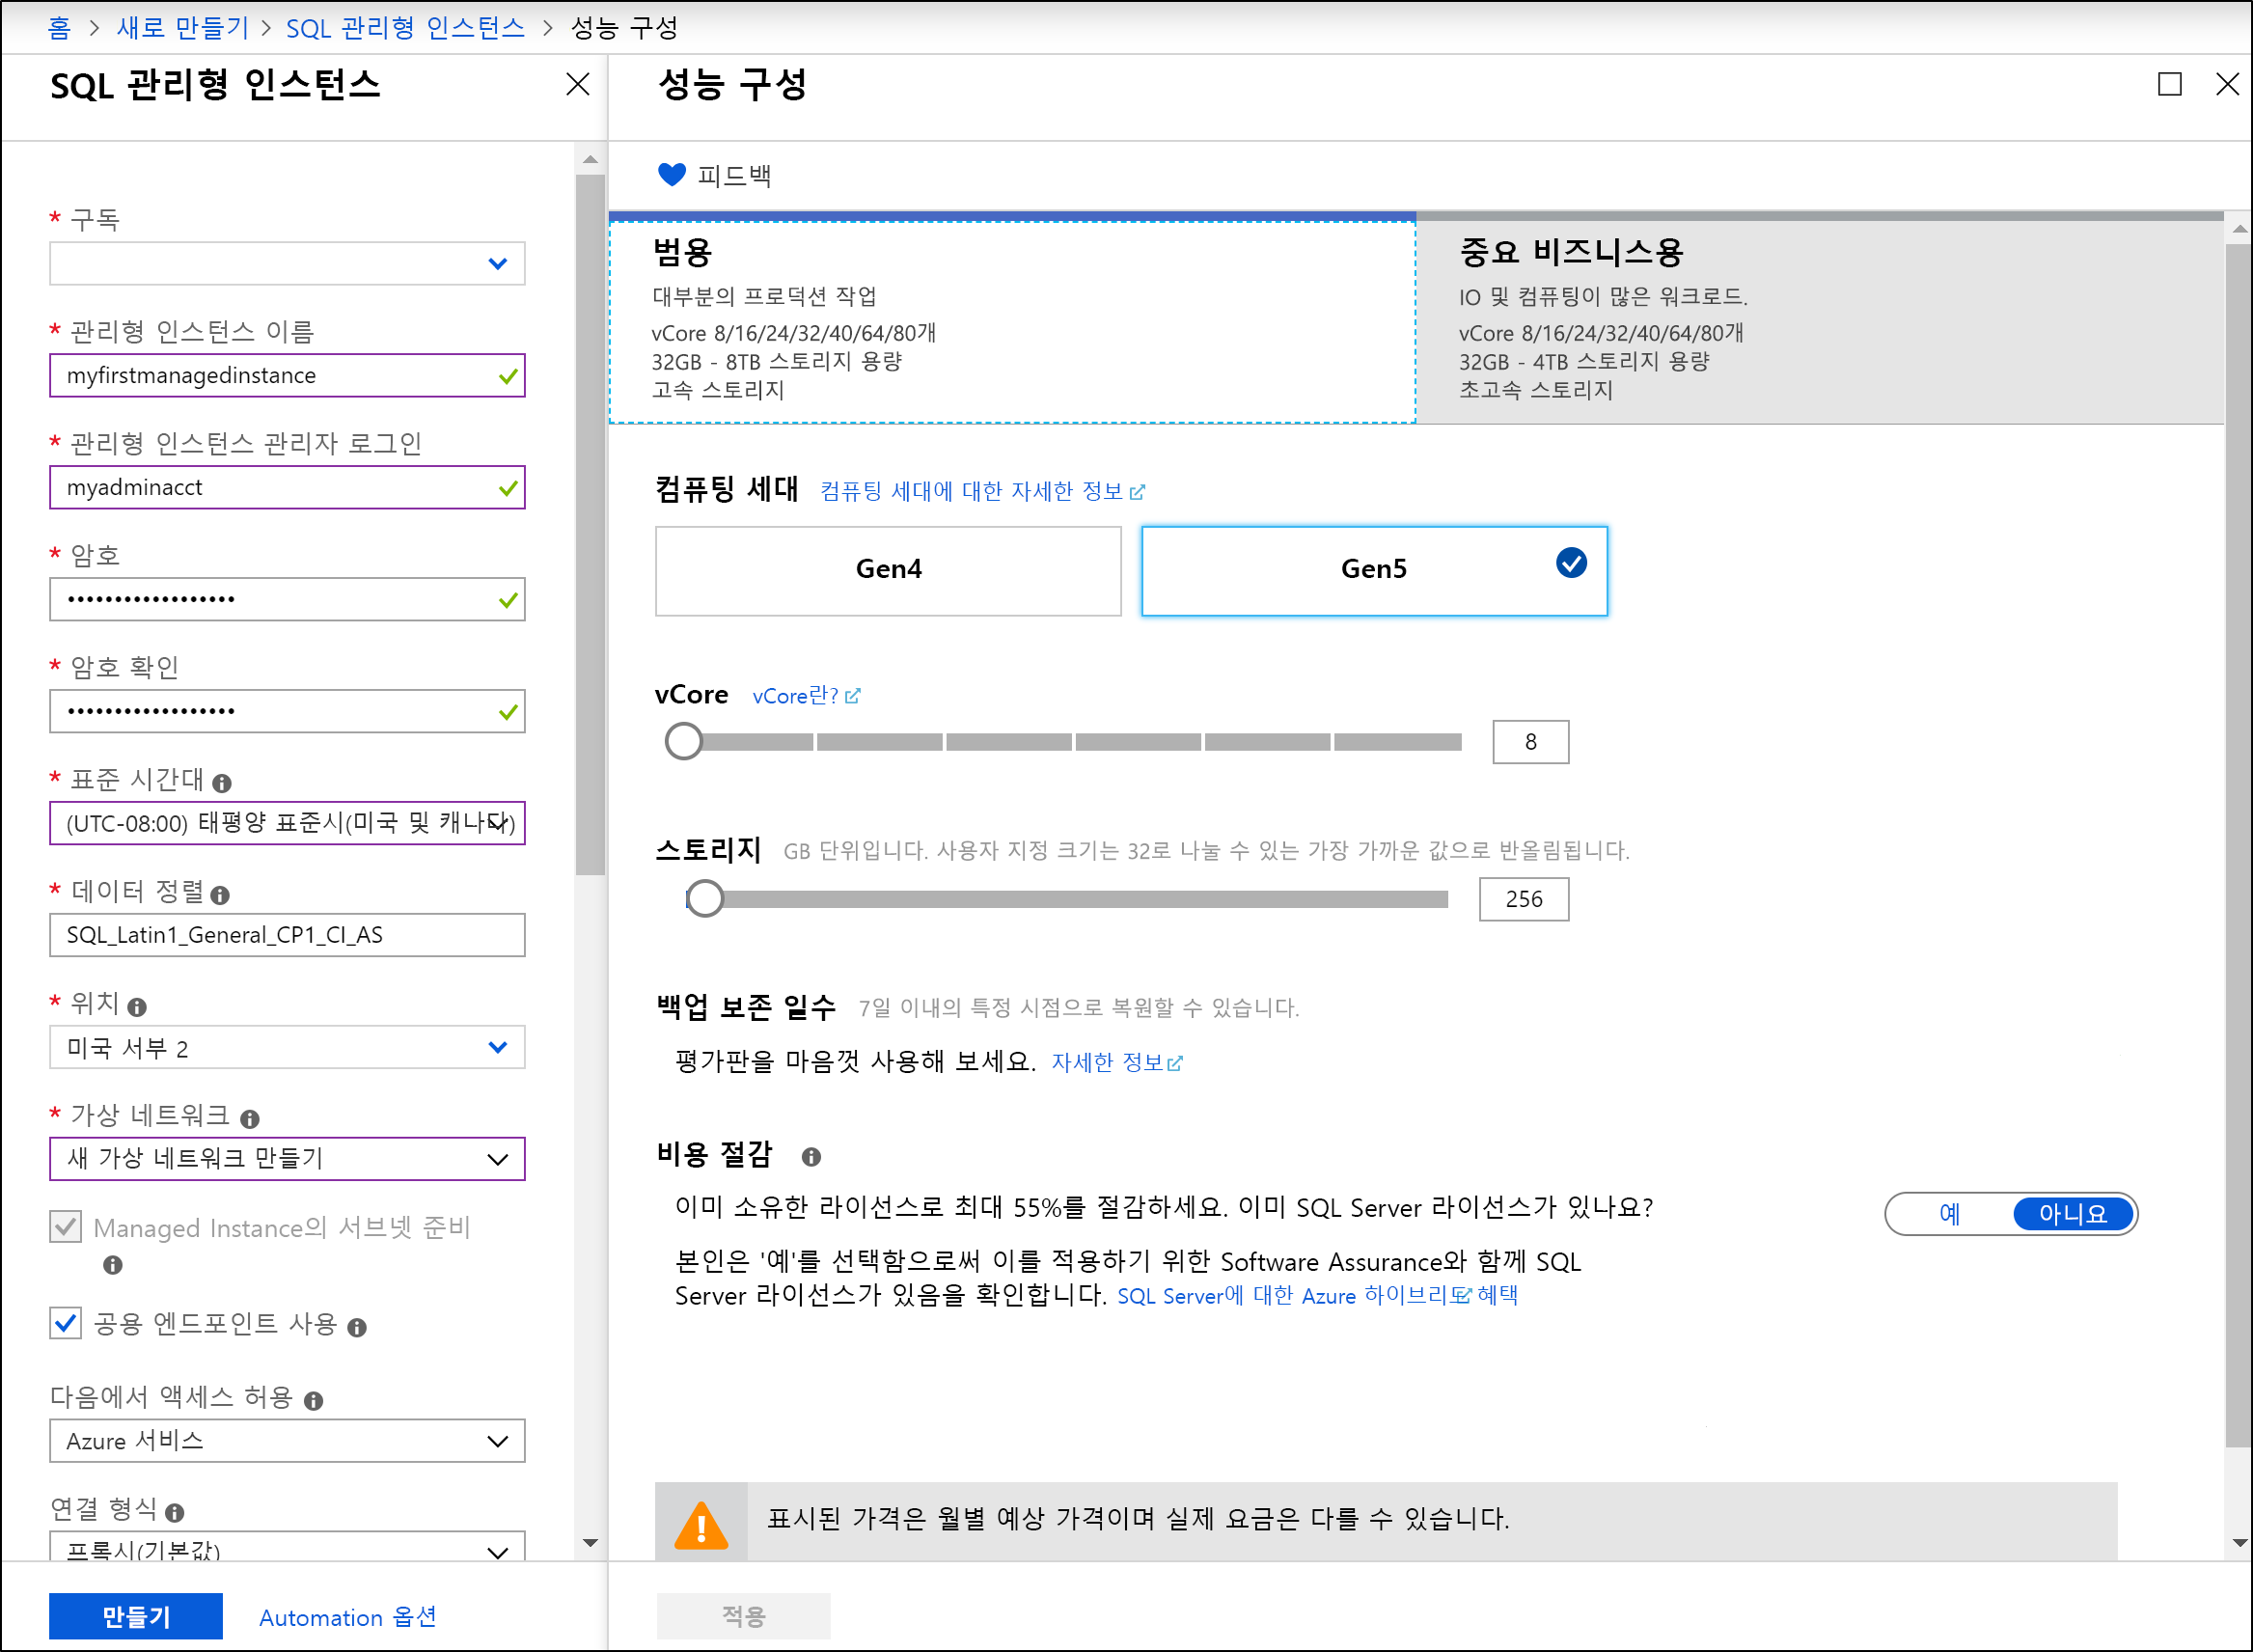 홈 > 새로 만들기 > SQL 관리형 인스턴스 > 성능 구성
SQL 관리형 인스턴스
* 구독
* 관리형 인스턴스 이름
myfirstmanagedinstance
* 관리형 인스턴스 관리자 로그인
myadminacct
* 암호
••••••••••••••••••
* 암호 확인
••••••••••••••••••
* 표준 시간대
(UTC-08:00) 태평양 표준시(미국 및 캐나다)
* 데이터 정렬
SQL_Latin1_General_CP1_CI_AS
* 위치
미국 서부 2
* 가상 네트워크
새 가상 네트워크 만들기
Managed Instance의 서브넷 준비
공용 엔드포인트 사용
다음에서 액세스 허용
Azure 서비스
연결 형식
프록시(기본값)
만들기 Automation 옵션
성능 구성
피드백
범용
대부분의 프로덕션 작업
vCore 8/16/24/32/40/64/80개
32GB - 8TB 스토리지 용량
고속 스토리지
중요 비즈니스용
IO 및 컴퓨팅이 많은 워크로드.
vCore 8/16/24/32/40/64/80개
32GB - 4TB 스토리지 용량
초고속 스토리지
컴퓨팅 세대 컴퓨팅 세대에 대한 자세한 정보
Gen4 Gen5
vCore vCore란?
8
스토리지 GB 단위입니다. 사용자 지정 크기는 32로 나눌 수 있는 가장 가까운 값으로 반올림됩니다.
256
백업 보존 일수 7일 이내의 특정 시점으로 복원할 수 있습니다.
평가판을 마음껏 사용해 보세요. 자세한 정보
비용 절감
이미 소유한 라이선스로 최대 55%를 절감하세요. 이미 SQL Server 라이선스가 있나요?
예 아니요
본인은 '예'를 선택함으로써 이를 적용하기 위한 Software Assurance와 함께 SQL
Server 라이선스가 있음을 확인합니다. SQL Server에 대한 Azure 하이브리드 혜택
표시된 가격은 월별 예상 가격이며 실제 요금은 다를 수 있습니다.
적용